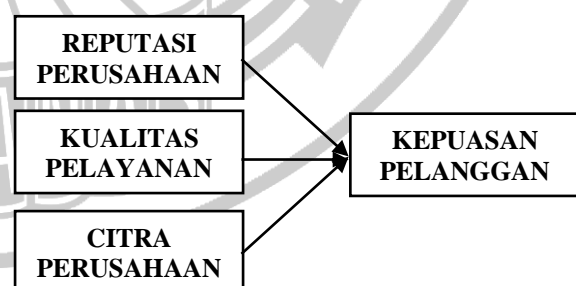 REPUTASI
PERUSAHAAN
KUALITAS
PELAYANAN
KEPUASAN
PELANGGAN
CITRA
PERUSAHAAN